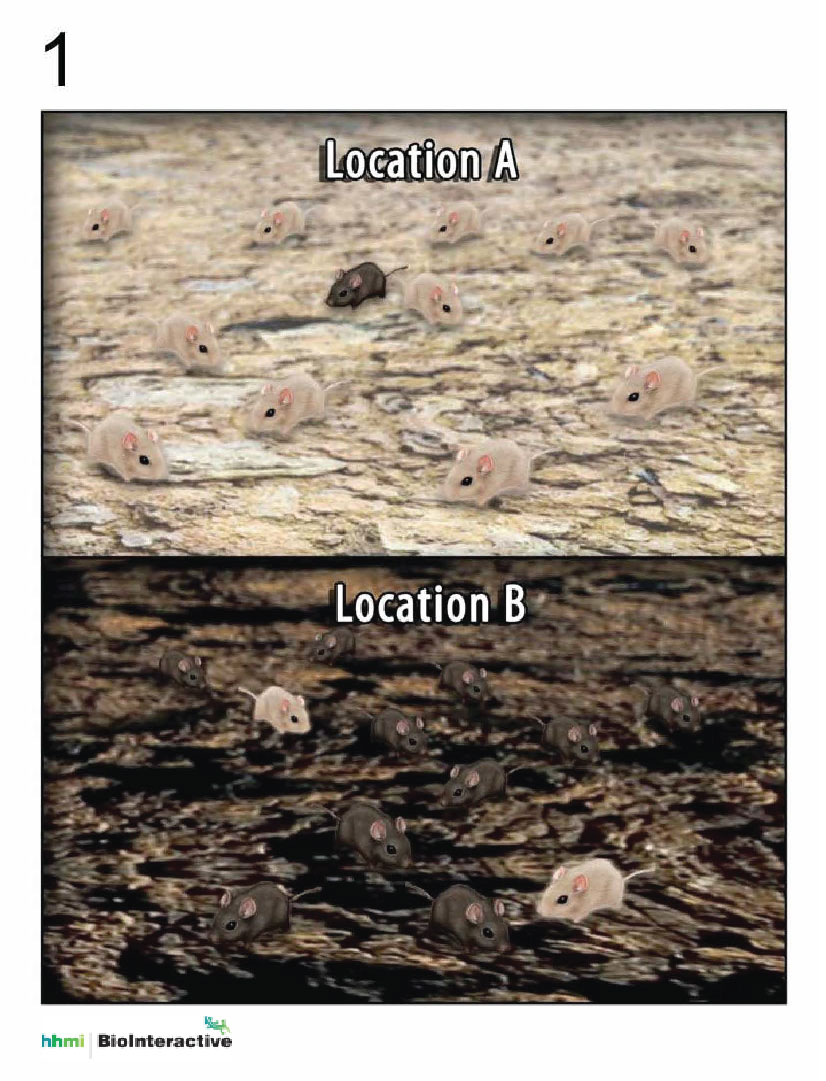 1
Location A
Location B
hhmi BioInteractive